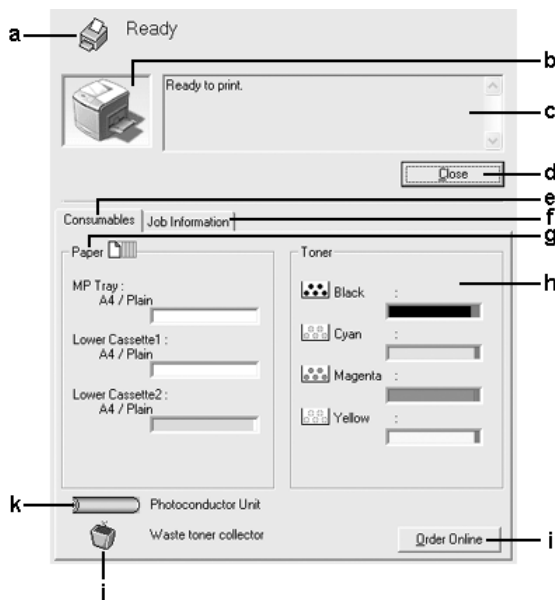 a Ready
b
Ready to print.
c
Close d
e
Consumables Job Information f
g Paper Toner
h
MP Tray :
A4 / Plain
Black :
Lower Cassette1 :
A4 / Plain
Cyan :
Magenta :
Lower Cassette2 :
A4 / Plain
Yellow :
k Photoconductor Unit
Waste toner collector Order Online i
j